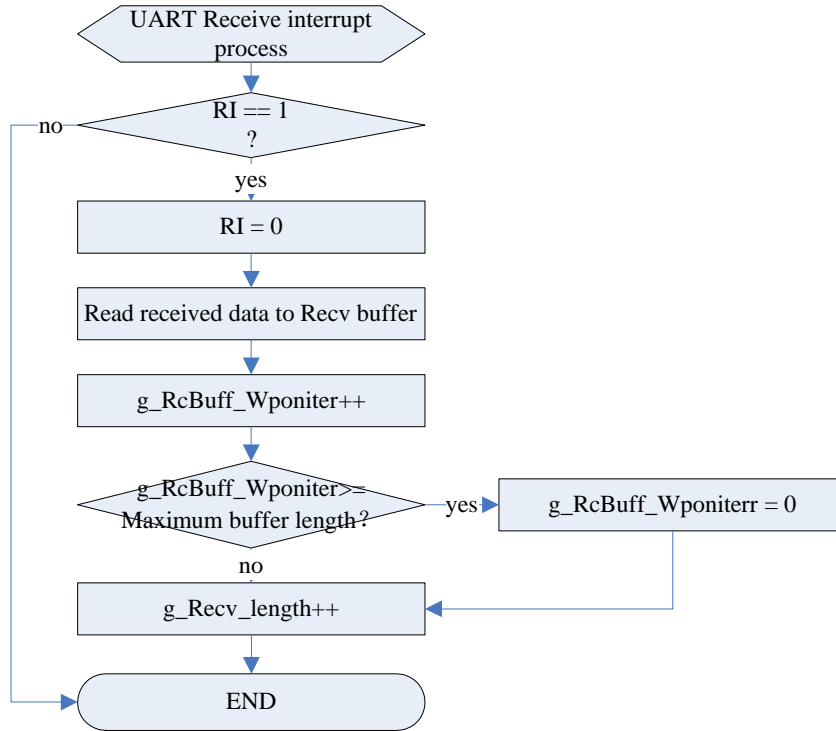 UART Receive interrupt
process
RI == 1
?
no
yes
RI = 0
Read received data to Recv buffer
g_RcBuff_Wponiter++
g_RcBuff_Wponiter>=
Maximum buffer length?
yes
g_RcBuff_Wponiterr = 0
no
g_Recv_length++
END